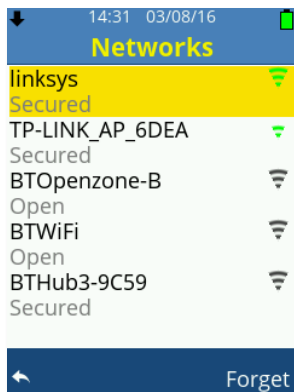 14:31 03/08/16
Networks
linksys
Secured
TP-LINK_AP_6DEA
Secured
BTOpenzone-B
Open
BTWiFi
Open
BTHub3-9C59
Secured
Forget